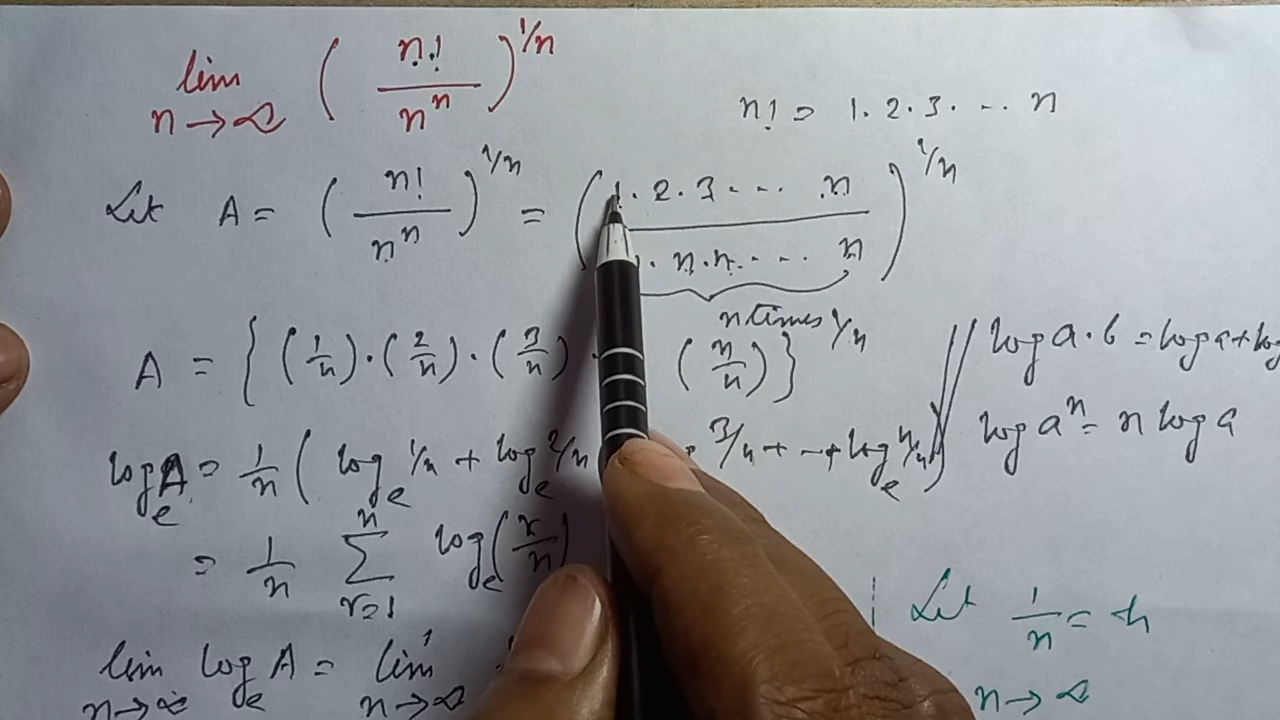 lim n→∞ ( n! / n^n )^1/n
n! = 1.2.3. ... n
Let A = ( n! / n^n )^1/n = ( 1.2.3. ... .n / . n.n. ... n )^1/n
n times
A = { (1/n).(2/n).(3/n) . (n/n) }^1/n
log a.b = log a + log
log a^n = n log a
log_e A = 1/n ( log_e 1/n + log_e 2/n 3/n + ... + log_e n/n )
= 1/n Σ_{r=1}^{n} log_e (r/n)
Let 1/n = h
lim n→∞ log_e A = lim n→∞
n→∞